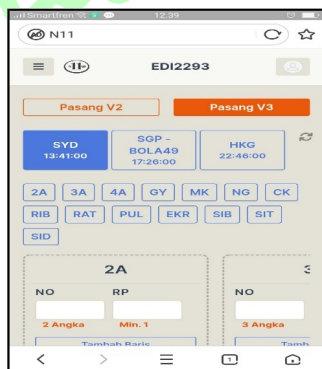 Smartfren 12.39
N11
EDI2293
Pasang V2 Pasang V3
SYD SGP - HKG
13:41:00 BOLA49 22:46:00
17:26:00
2A 3A 4A GY MK NG CK
RIB RAT PUL EKR SIB SIT
SID
2A
NO RP NO
2 Angka Min. 1 3 Angka
Tambah Baris Tamb
1